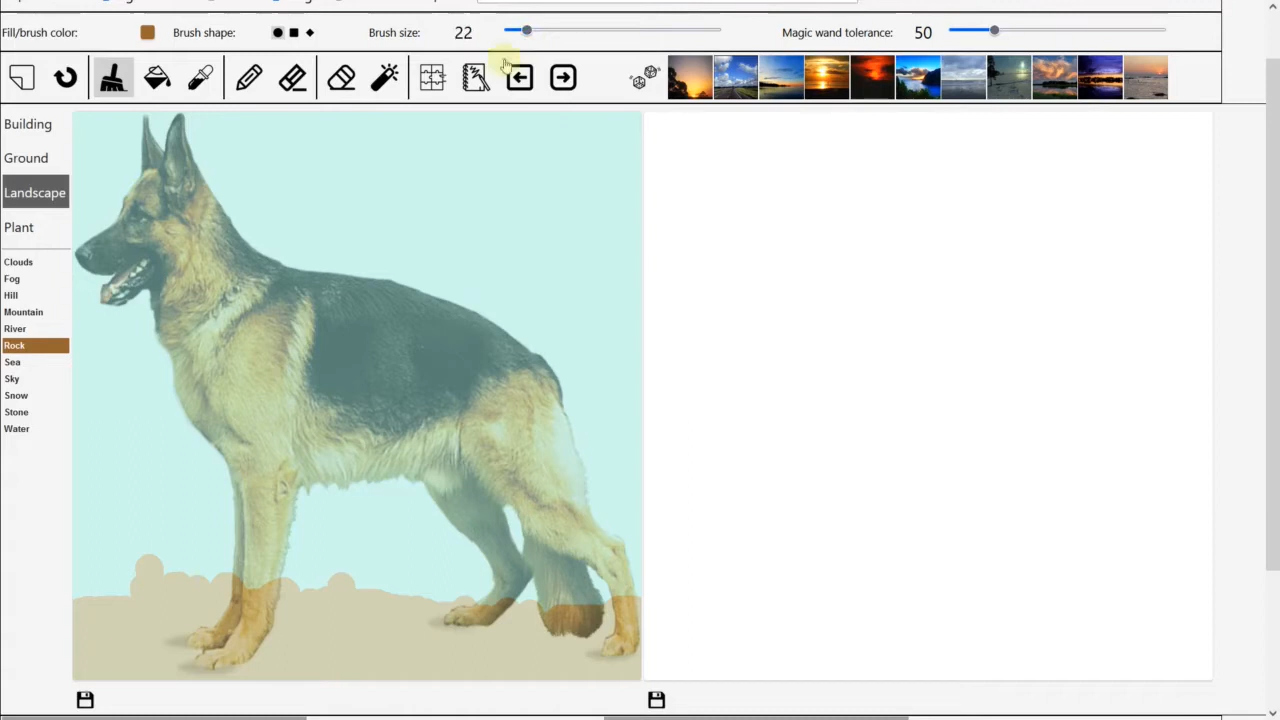 Fill/brush color: Brush shape: Brush size: 22 Magic wand tolerance: 50
Building
Ground
Landscape
Plant
Clouds
Fog
Hill
Mountain
River
Rock
Sea
Sky
Snow
Stone
Water